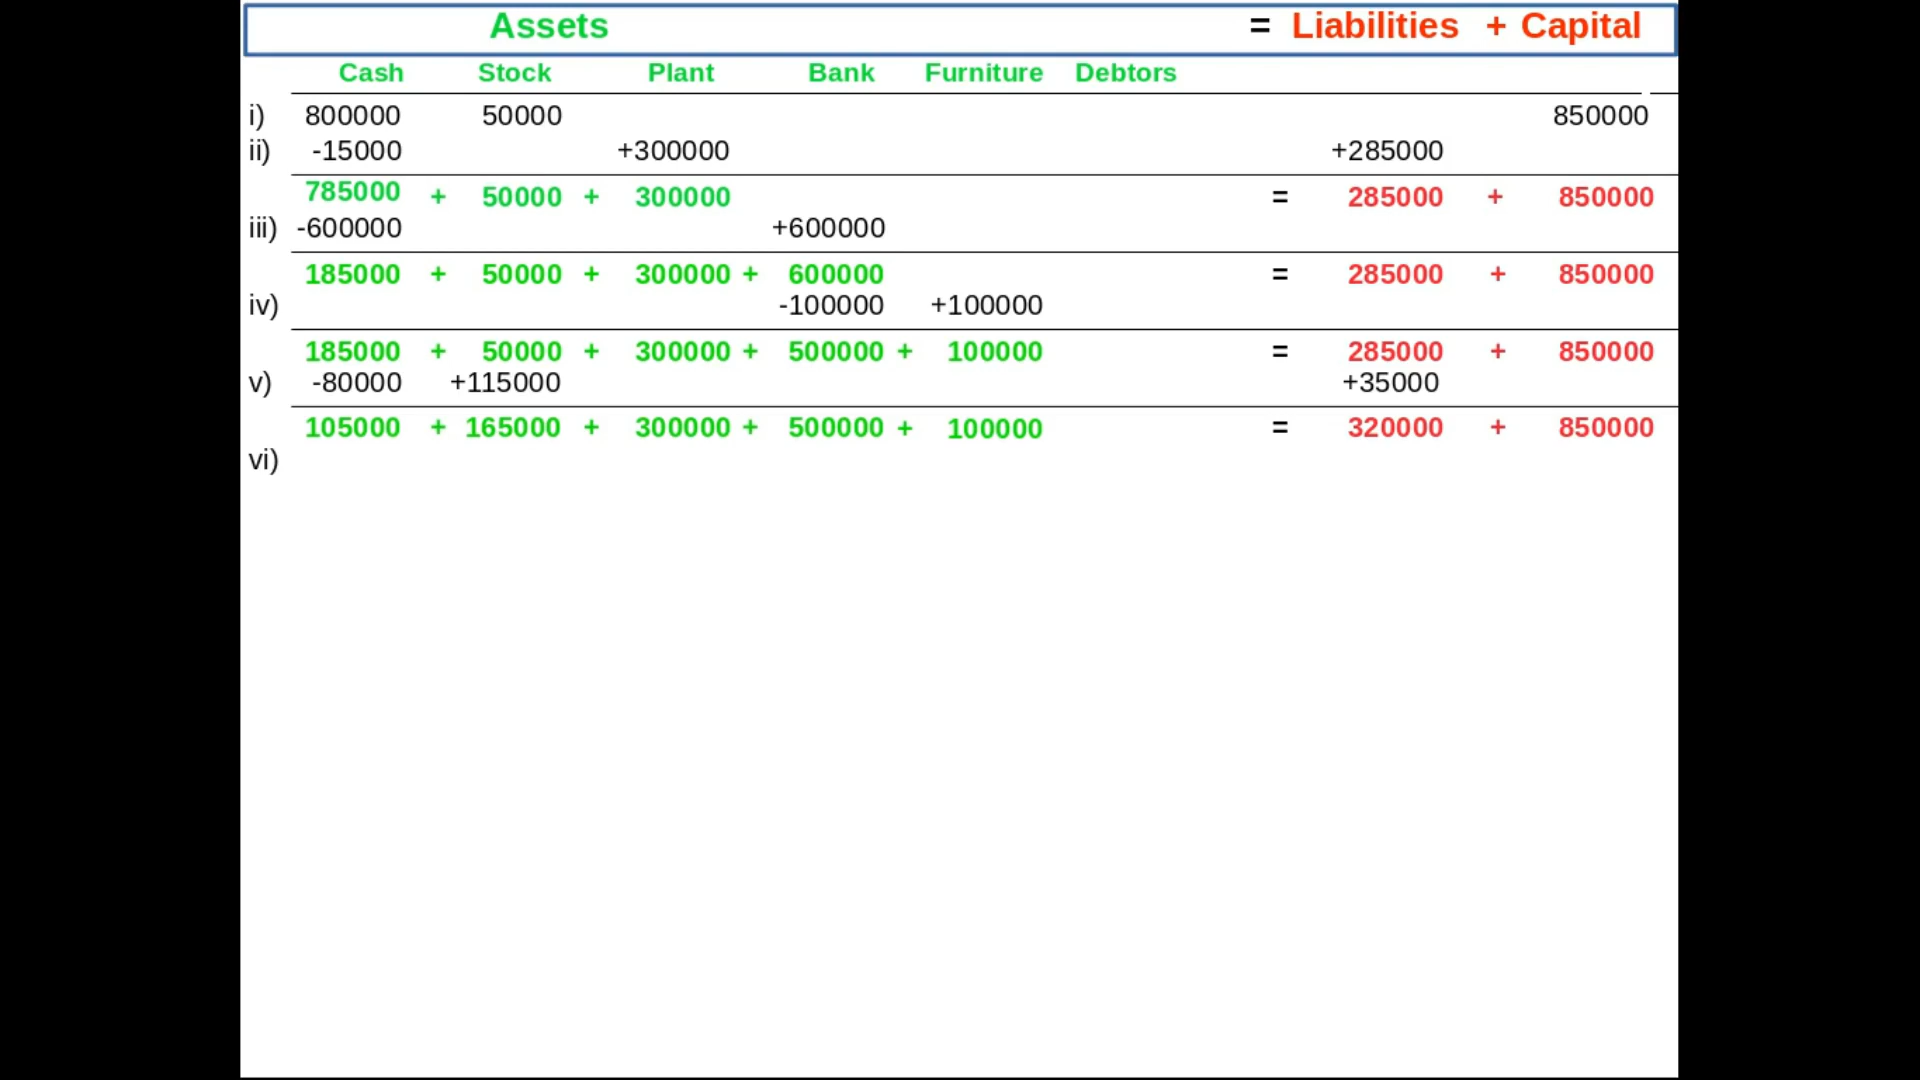 Assets = Liabilities + Capital
Cash Stock Plant Bank Furniture Debtors
i) 800000 50000 850000
ii) -15000 +300000 +285000
785000 + 50000 + 300000 = 285000 + 850000
iii) -600000 +600000
185000 + 50000 + 300000 + 600000 = 285000 + 850000
iv) -100000 +100000
185000 + 50000 + 300000 + 500000 + 100000 = 285000 + 850000
v) -80000 +115000 +35000
105000 + 165000 + 300000 + 500000 + 100000 = 320000 + 850000
vi)